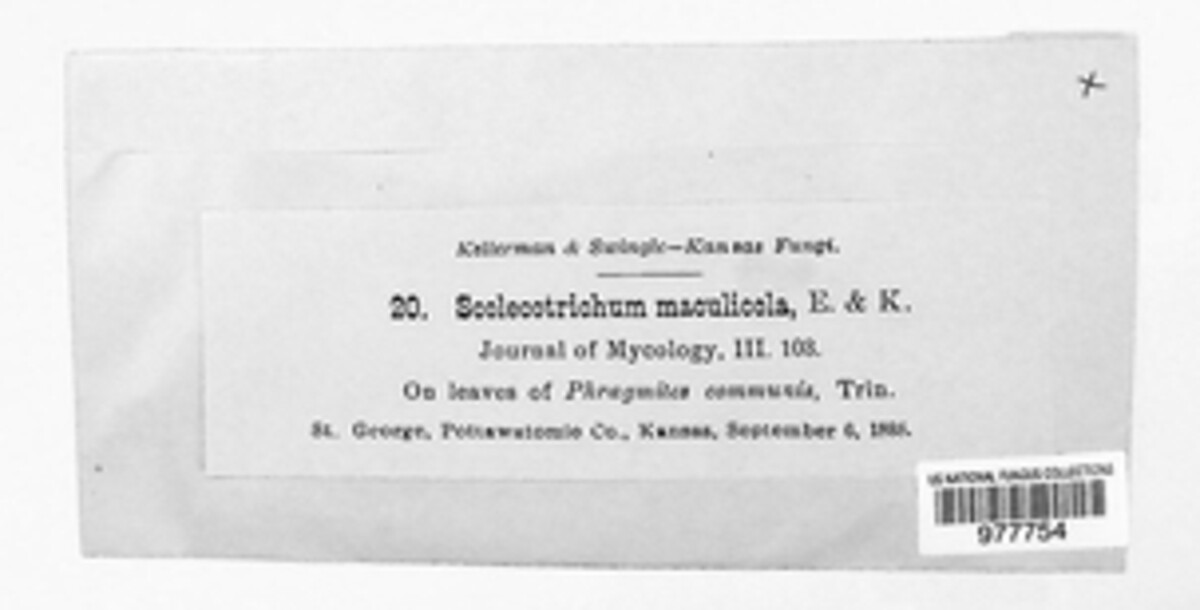 Kellerman & Swingle—Kansas Fungi.
20. Scolecotrichum maculicola, E. & K.
Journal of Mycology, III. 103.
On leaves of Phragmites communis, Trin.
St. George, Pottawatomie Co., Kansas, September 6, 1888.
US NATIONAL FUNGUS COLLECTIONS
977754